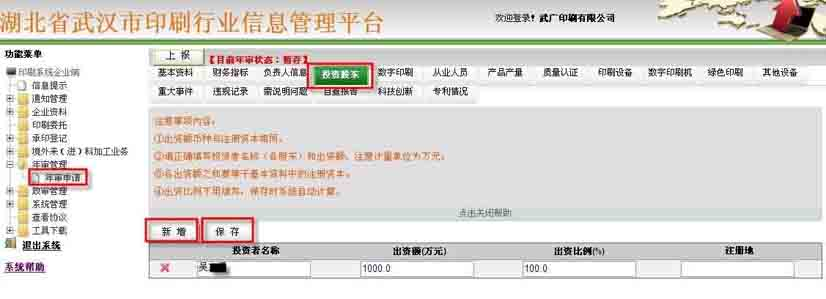 湖北省武汉市印刷行业信息管理平台
欢迎登录! 武广印刷有限公司
功能菜单
印刷系统企业端
信息提示
通知管理
企业资料
印刷委托
承印登记
境外来(进)料加工业务
年审管理
年审申请
政审管理
系统管理
查看协议
工具下载
退出系统
系统帮助
上 报
【目前年审状态:暂存】
基本资料 财务指标 负责人信息 投资股东 数字印刷 从业人员 产品产量 质量认证 印刷设备 数字印刷机 绿色印刷 其他设备
重大事件 违规记录 需说明问题 自查报告 科技创新 专利情况
注意事项内容:
①出资额币种与注册资本相同。
②请正确填写投资者名称(各股东)和出资额,注意计量单位为万元。
③各出资额之和要等于基本资料中的注册资本。
④出资比例不用填写,保存时系统自动计算。
点击关闭帮助
新 增 保 存
投资者名称 出资额(万元) 出资比例(%) 注册地
吴 1000.0 100.0